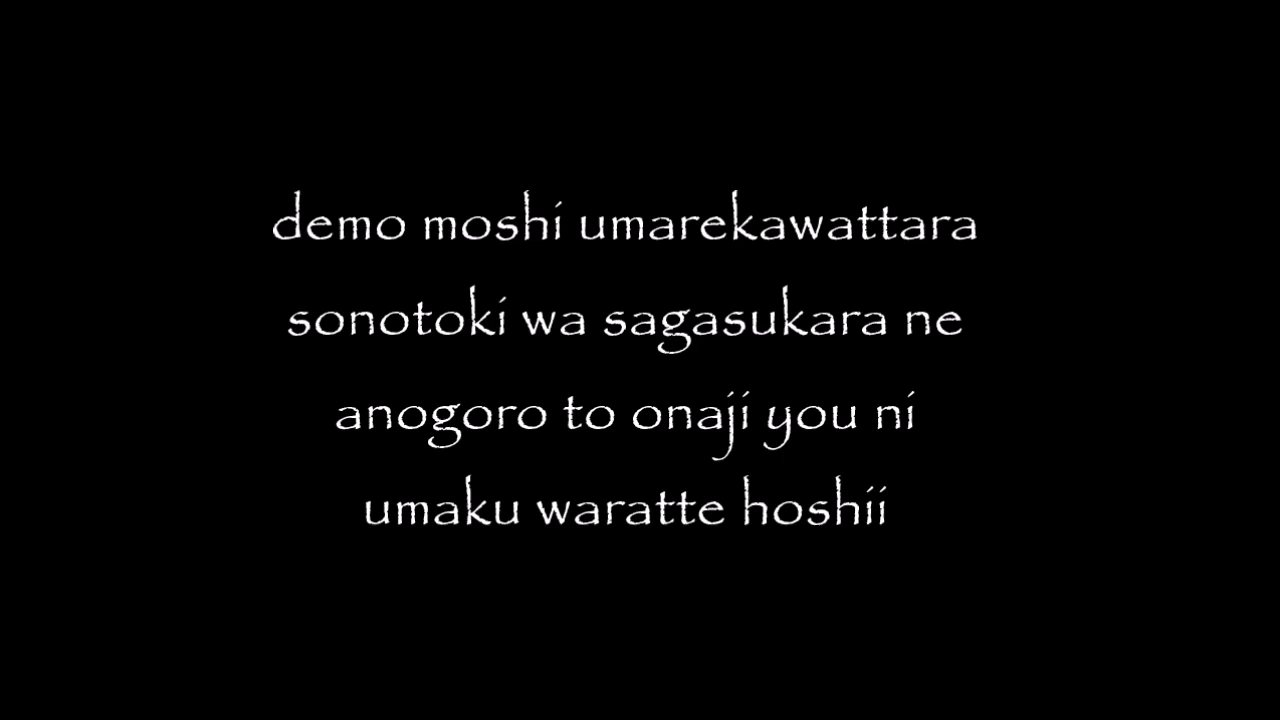 demo moshi umarekawattara
sonotoki wa sagasukara ne
anogoro to onaji you ni
umaku waratte hoshii